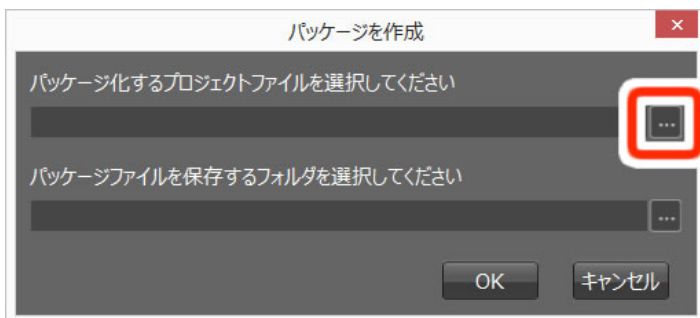 パッケージを作成
×
パッケージ化するプロジェクトファイルを選択してください
...
パッケージファイルを保存するフォルダを選択してください
...
OK キャンセル